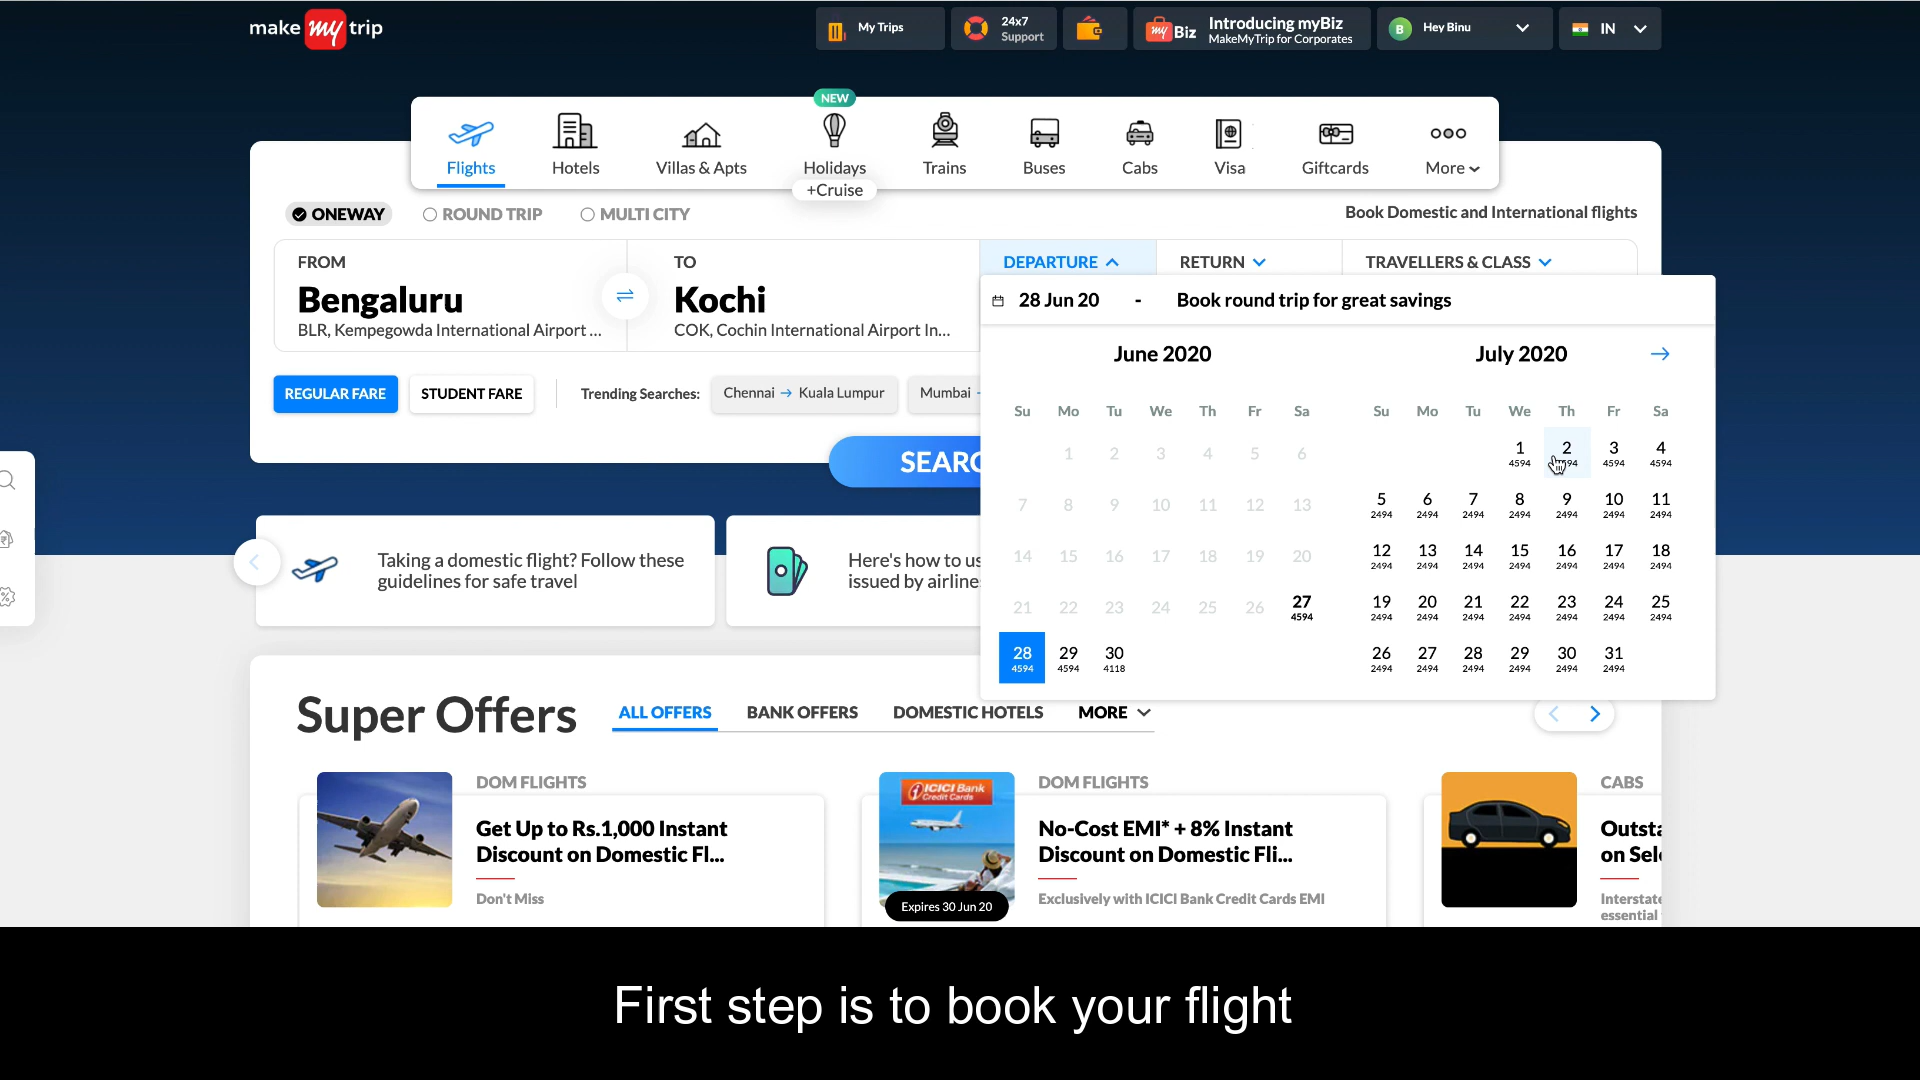 make my trip
My Trips
24x7
Support
my Biz
Introducing myBiz
MakeMyTrip for Corporates
B
Hey Binu
IN
NEW
Flights
Hotels
Villas & Apts
Holidays
+Cruise
Trains
Buses
Cabs
Visa
Giftcards
More
ONEWAY
ROUND TRIP
MULTI CITY
Book Domestic and International flights
FROM
Bengaluru
BLR, Kempegowda International Airport ...
TO
Kochi
COK, Cochin International Airport In...
DEPARTURE
RETURN
TRAVELLERS & CLASS
28 Jun 20 - Book round trip for great savings
REGULAR FARE
STUDENT FARE
Trending Searches:
Chennai → Kuala Lumpur
Mumbai
June 2020
Su Mo Tu We Th Fr Sa
1 2 3 4 5 6
7 8 9 10 11 12 13
14 15 16 17 18 19 20
21 22 23 24 25 26 27
4594
28 29 30
4594 4594 4118
July 2020
Su Mo Tu We Th Fr Sa
1 2 3 4
4594 94 4594 4594
5 6 7 8 9 10 11
2494 2494 2494 2494 2494 2494 2494
12 13 14 15 16 17 18
2494 2494 2494 2494 2494 2494 2494
19 20 21 22 23 24 25
2494 2494 2494 2494 2494 2494 2494
26 27 28 29 30 31
2494 2494 2494 2494 2494 2494
SEARC
Taking a domestic flight? Follow these
guidelines for safe travel
Here's how to us
issued by airline
Super Offers
ALL OFFERS
BANK OFFERS
DOMESTIC HOTELS
MORE
DOM FLIGHTS
Get Up to Rs.1,000 Instant
Discount on Domestic Fl...
Don't Miss
ICICI Bank
Credit Cards
Expires 30 Jun 20
DOM FLIGHTS
No-Cost EMI* + 8% Instant
Discount on Domestic Fli...
Exclusively with ICICI Bank Credit Cards EMI
CABS
Outsta
on Sel
Interstate
essential
First step is to book your flight